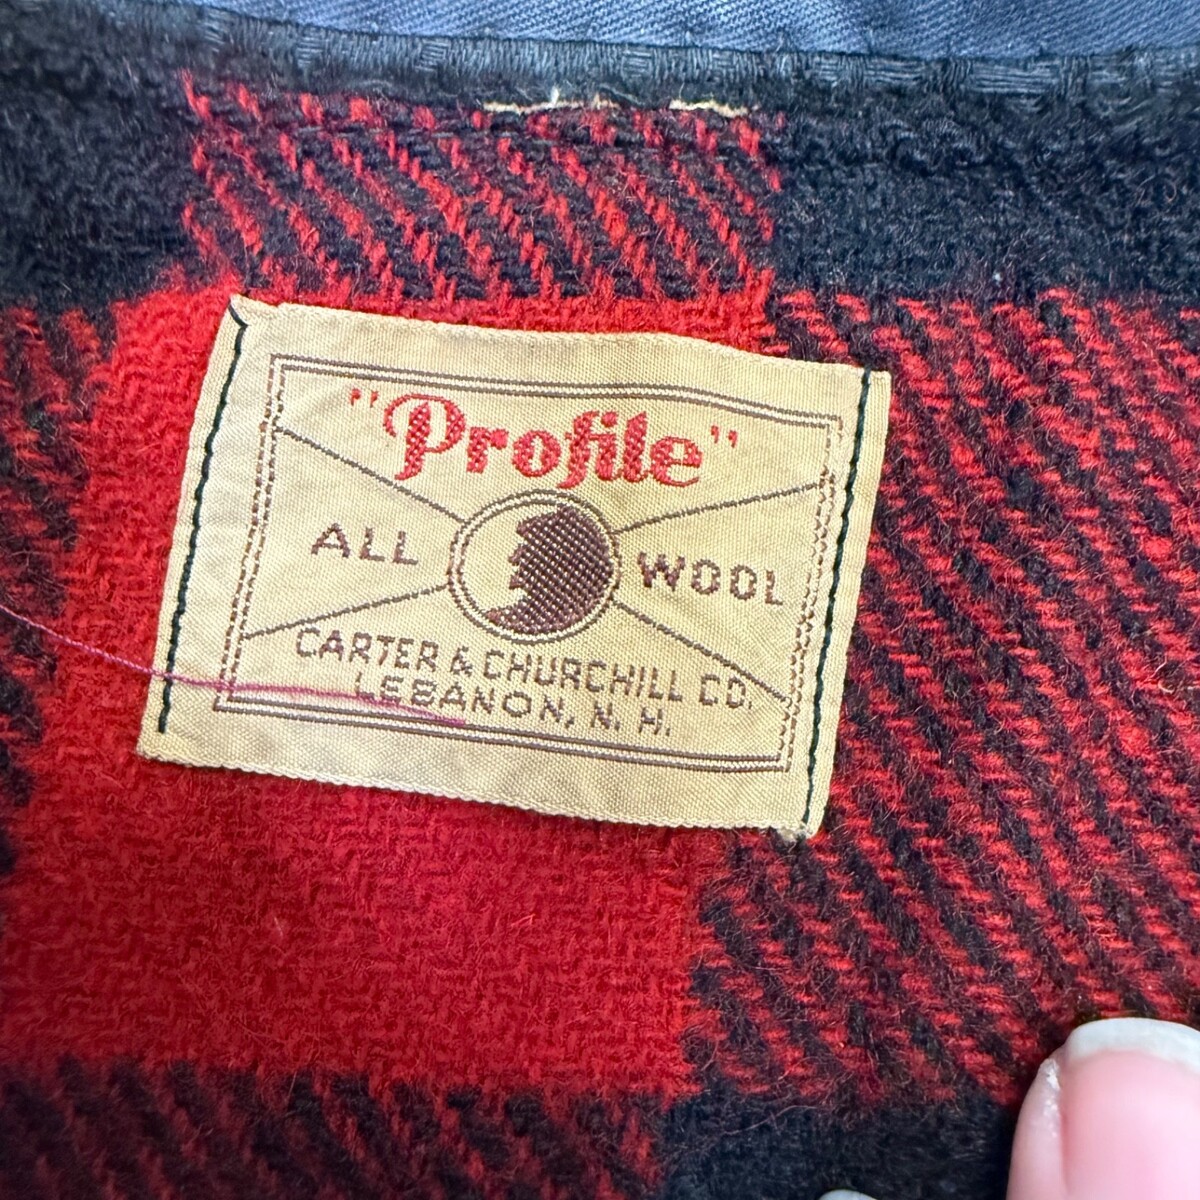 "Profile"
ALL WOOL
CARTER & CHURCHILL CO.
LEBANON, N. H.